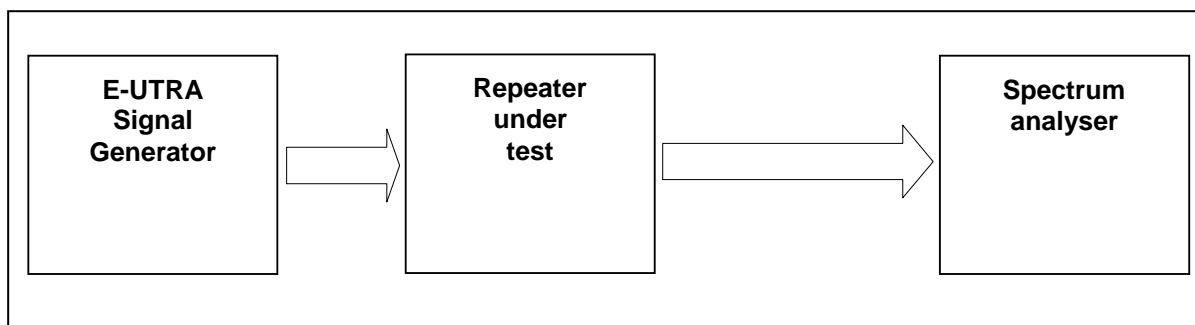 E-UTRA
Signal
Generator
Repeater
under
test
Spectrum
analyser